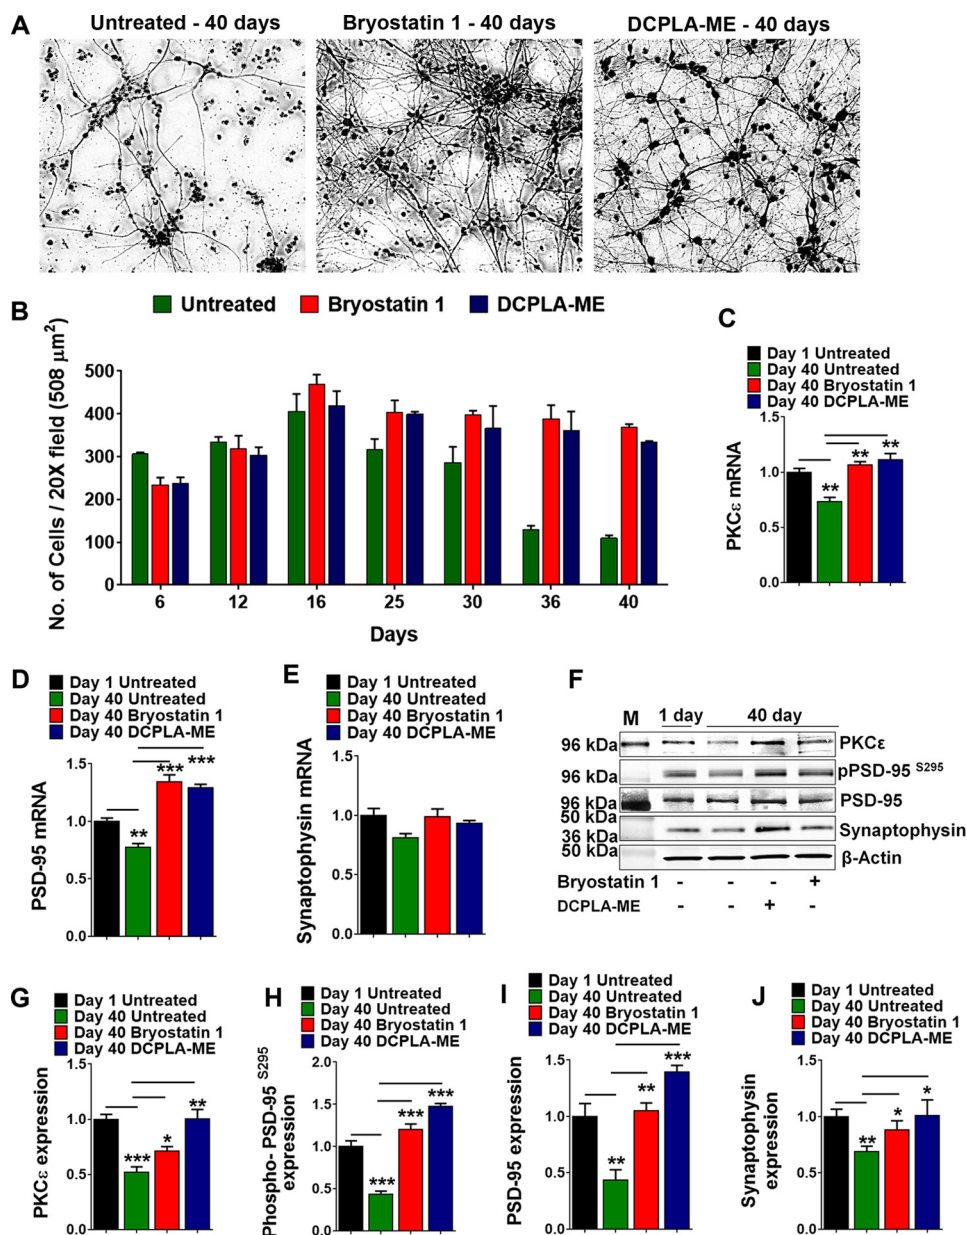 A
Untreated - 40 days
Bryostatin 1 - 40 days
DCPLA-ME - 40 days
B
Untreated
Bryostatin 1
DCPLA-ME
No. of Cells / 20X field (508 μm²)
500
400
300
200
100
0
6 12 16 25 30 36 40
Days
C
Day 1 Untreated
Day 40 Untreated
Day 40 Bryostatin 1
Day 40 DCPLA-ME
PKCε mRNA
1.5
1.0
0.5
0.0
**
**
**
D
Day 1 Untreated
Day 40 Untreated
Day 40 Bryostatin 1
Day 40 DCPLA-ME
PSD-95 mRNA
1.5
1.0
0.5
0.0
**
***
***
E
Day 1 Untreated
Day 40 Untreated
Day 40 Bryostatin 1
Day 40 DCPLA-ME
Synaptophysin mRNA
1.5
1.0
0.5
0.0
F
M 1 day 40 day
96 kDa PKCε
96 kDa pPSD-95 S295
96 kDa PSD-95
50 kDa
36 kDa Synaptophysin
50 kDa β-Actin
Bryostatin 1 - - - +
DCPLA-ME - - + -
G
Day 1 Untreated
Day 40 Untreated
Day 40 Bryostatin 1
Day 40 DCPLA-ME
PKCε expression
1.5
1.0
0.5
0.0
***
*
**
H
Day 1 Untreated
Day 40 Untreated
Day 40 Bryostatin 1
Day 40 DCPLA-ME
Phospho- PSD-95 S295
expression
2.0
1.5
1.0
0.5
0.0
***
***
***
I
Day 1 Untreated
Day 40 Untreated
Day 40 Bryostatin 1
Day 40 DCPLA-ME
PSD-95 expression
1.5
1.0
0.5
0.0
**
**
***
J
Day 1 Untreated
Day 40 Untreated
Day 40 Bryostatin 1
Day 40 DCPLA-ME
Synaptophysin
expression
1.5
1.0
0.5
0.0
**
*
*